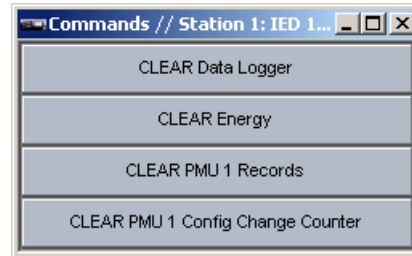 Commands // Station 1: IED 1...
CLEAR Data Logger
CLEAR Energy
CLEAR PMU 1 Records
CLEAR PMU 1 Config Change Counter